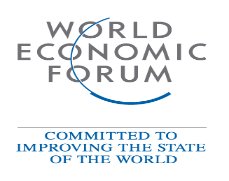 WORLD
ECONOMIC
FORUM
COMMITTED TO
IMPROVING THE STATE
OF THE WORLD